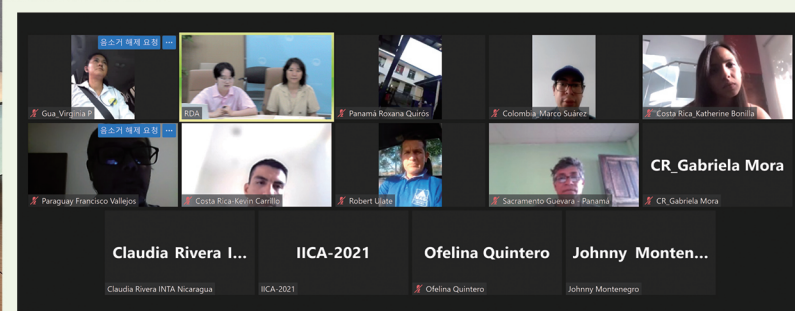 음소거 해제 요청 ...
Gua_Virginia P
RDA
Panamá Roxana Quirós
Colombia_Marco Suárez
Costa Rica_Katherine Bonilla
음소거 해제 요청 ...
Paraguay Francisco Vallejos
Costa Rica-Kevin Carrillo
Robert Ulate
Sacramento Guevara - Panamá
CR_Gabriela Mora
CR_Gabriela Mora
Claudia Rivera I...
Claudia Rivera INTA Nicaragua
IICA-2021
IICA-2021
Ofelina Quintero
Ofelina Quintero
Johnny Monten...
Johnny Montenegro